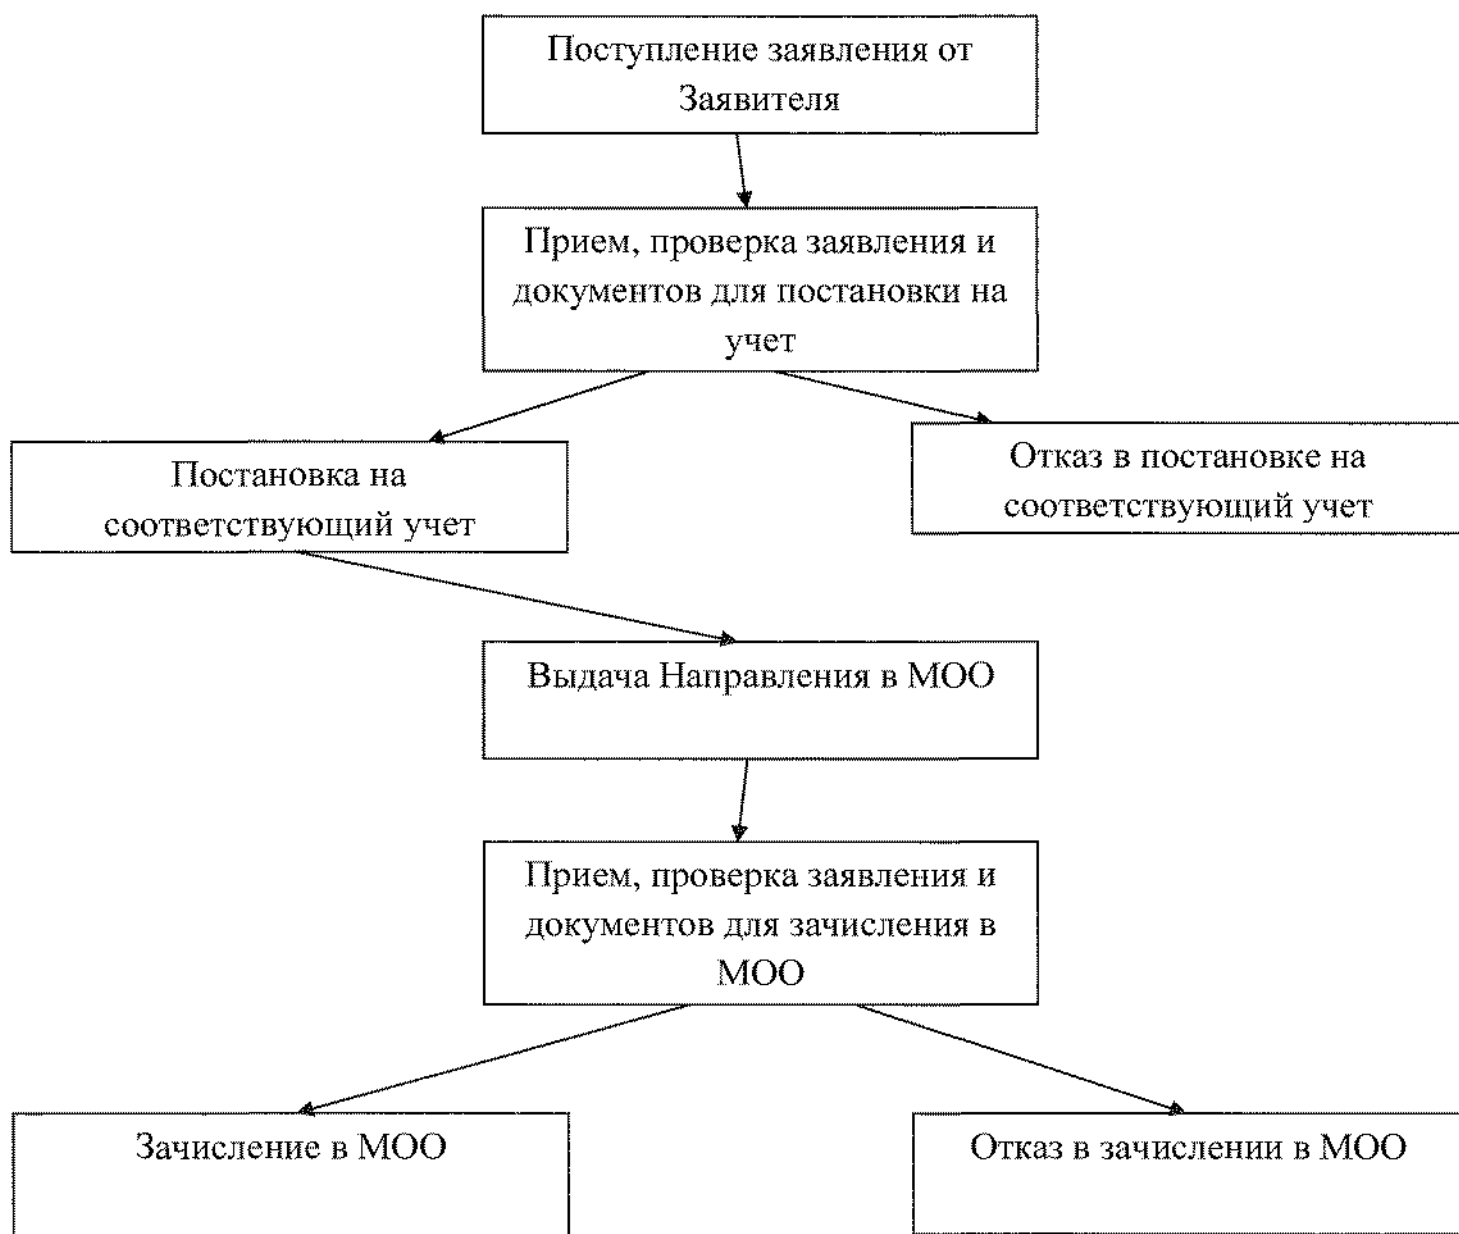 Поступление заявления от
Заявителя
Прием, проверка заявления и
документов для постановки на
учет
Постановка на
соответствующий учет
Отказ в постановке на
соответствующий учет
Выдача Направления в МОО
Прием, проверка заявления и
документов для зачисления в
МОО
Зачисление в МОО
Отказ в зачислении в МОО